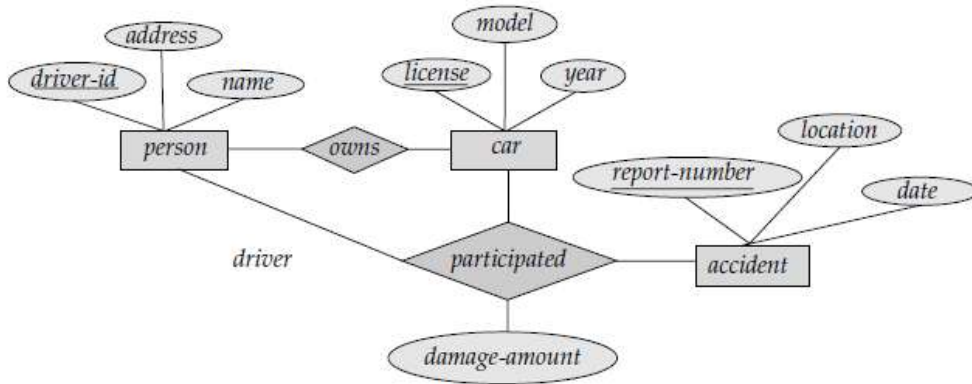 model
address
driver-id
name
license
year
location
person
owns
car
report-number
date
driver
participated
accident
damage-amount